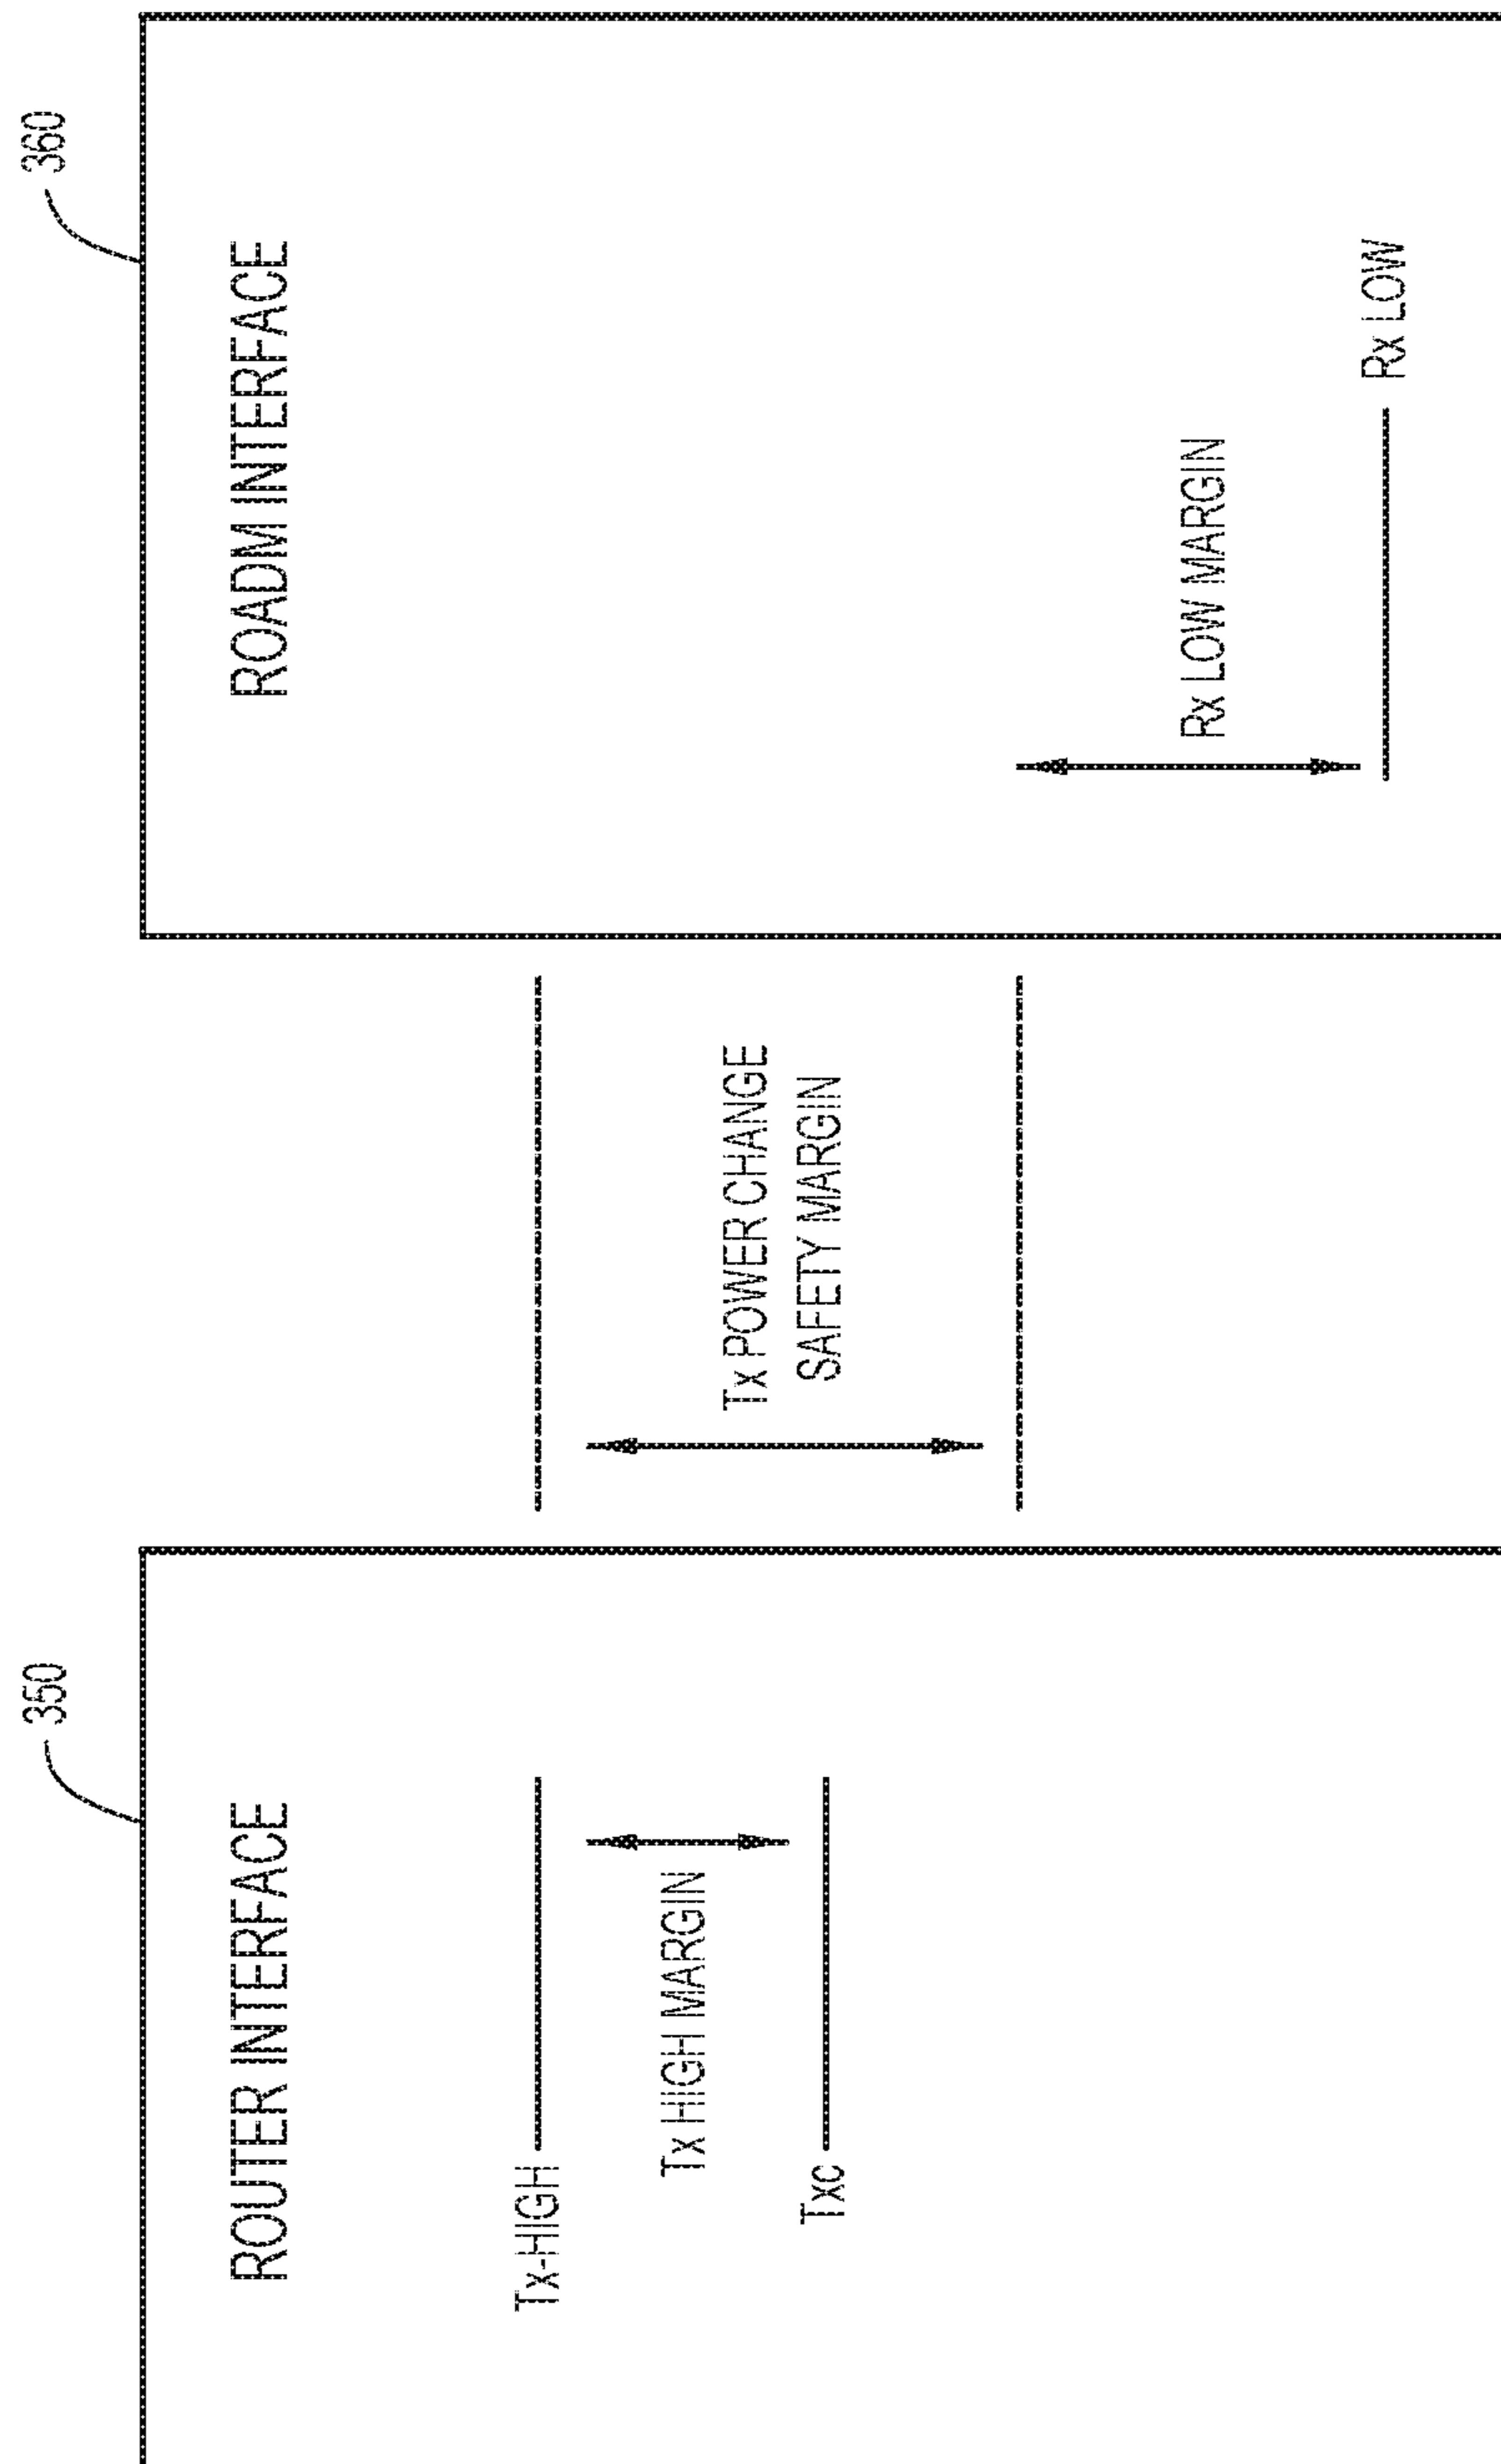 350
ROUTER INTERFACE
Tx-HIGH
Tx HIGH MARGIN
Txc
Tx POWER CHANGE
SAFETY MARGIN
360
ROADM INTERFACE
Rx LOW MARGIN
Rx LOW